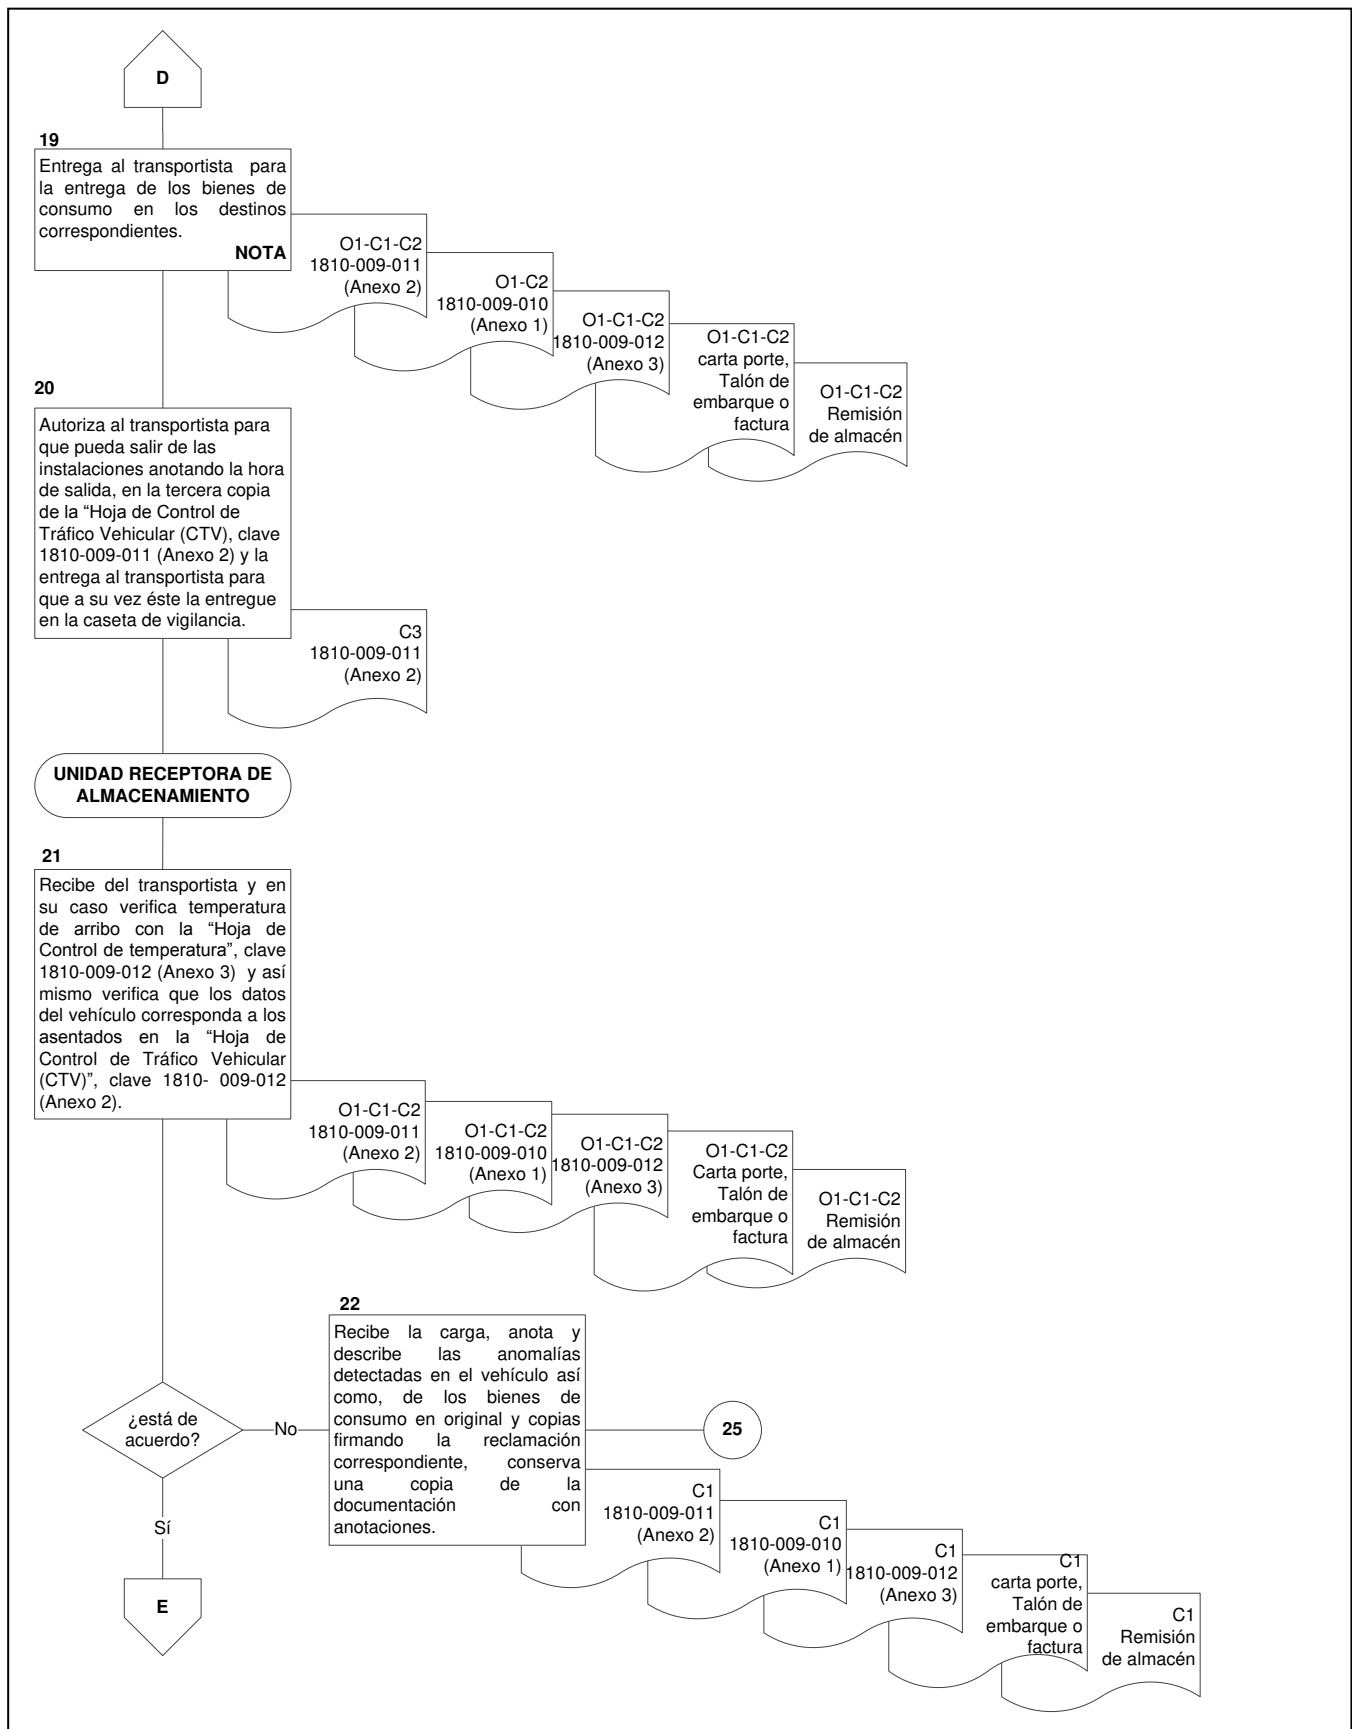 D
19
Entrega al transportista para
la entrega de los bienes de
consumo en los destinos
correspondientes.
NOTA
O1-C1-C2
1810-009-011
(Anexo 2)
O1-C2
1810-009-010
(Anexo 1)
O1-C1-C2
1810-009-012
(Anexo 3)
O1-C1-C2
carta porte,
Talón de
embarque o
factura
O1-C1-C2
Remisión
de almacén
20
Autoriza al transportista para
que pueda salir de las
instalaciones anotando la hora
de salida, en la tercera copia
de la “Hoja de Control de
Tráfico Vehicular (CTV), clave
1810-009-011 (Anexo 2) y la
entrega al transportista para
que a su vez éste la entregue
en la caseta de vigilancia.
C3
1810-009-011
(Anexo 2)
UNIDAD RECEPTORA DE
ALMACENAMIENTO
21
Recibe del transportista y en
su caso verifica temperatura
de arribo con la “Hoja de
Control de temperatura”, clave
1810-009-012 (Anexo 3) y así
mismo verifica que los datos
del vehículo corresponda a los
asentados en la “Hoja de
Control de Tráfico Vehicular
(CTV)”, clave 1810- 009-012
(Anexo 2).
O1-C1-C2
1810-009-011
(Anexo 2)
O1-C1-C2
1810-009-010
(Anexo 1)
O1-C1-C2
1810-009-012
(Anexo 3)
O1-C1-C2
Carta porte,
Talón de
embarque o
factura
O1-C1-C2
Remisión
de almacén
22
Recibe la carga, anota y
describe las anomalías
detectadas en el vehículo así
como, de los bienes de
consumo en original y copias
firmando la reclamación
correspondiente, conserva
una copia de la
documentación con
anotaciones.
¿está de
acuerdo?
No
25
C1
1810-009-011
(Anexo 2)
C1
1810-009-010
(Anexo 1)
C1
1810-009-012
(Anexo 3)
C1
carta porte,
Talón de
embarque o
factura
C1
Remisión
de almacén
Sí
E